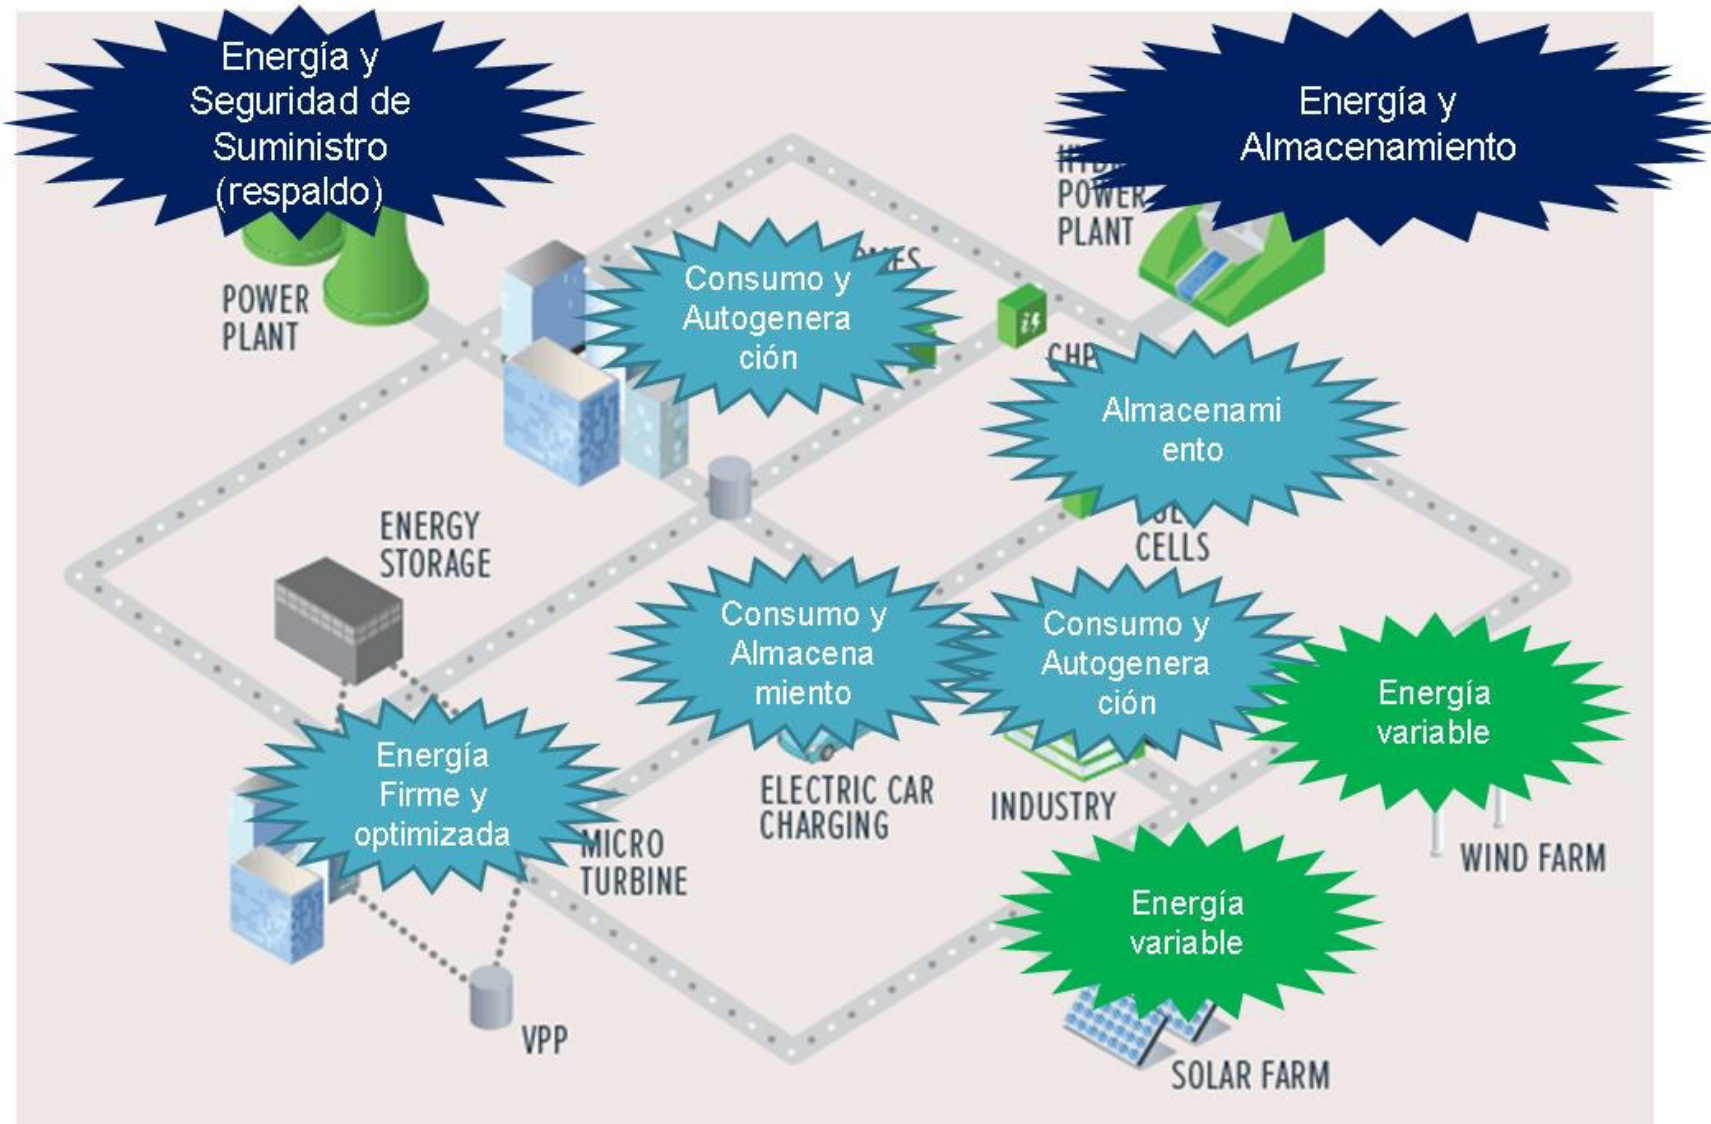 Energía y
Seguridad de
Suministro
(respaldo)
Energía y
Almacenamiento
POWER
PLANT
POWER
PLANT
Consumo y
Autogenera
ción
CHP
Almacenami
ento
CELLS
ENERGY
STORAGE
Consumo y
Almacena
miento
Consumo y
Autogenera
ción
Energía
variable
Energía
Firme y
optimizada
MICRO
TURBINE
ELECTRIC CAR
CHARGING
INDUSTRY
WIND FARM
Energía
variable
VPP
SOLAR FARM